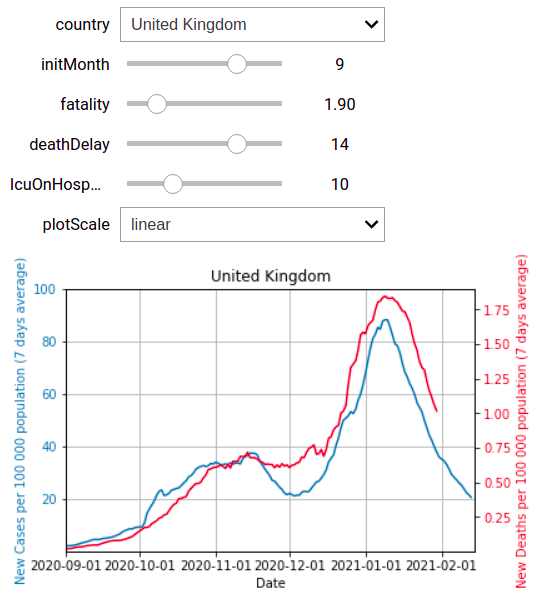 country United Kingdom
initMonth 9
fatality 1.90
deathDelay 14
IcuOnHosp... 10
plotScale linear
United Kingdom
New Cases per 100 000 population (7 days average)
100
80
60
40
20
1.75
1.50
1.25
1.00
0.75
0.50
0.25
New Deaths per 100 000 population (7 days average)
2020-09-01 2020-10-01 2020-11-01 2020-12-01 2021-01-01 2021-02-01
Date